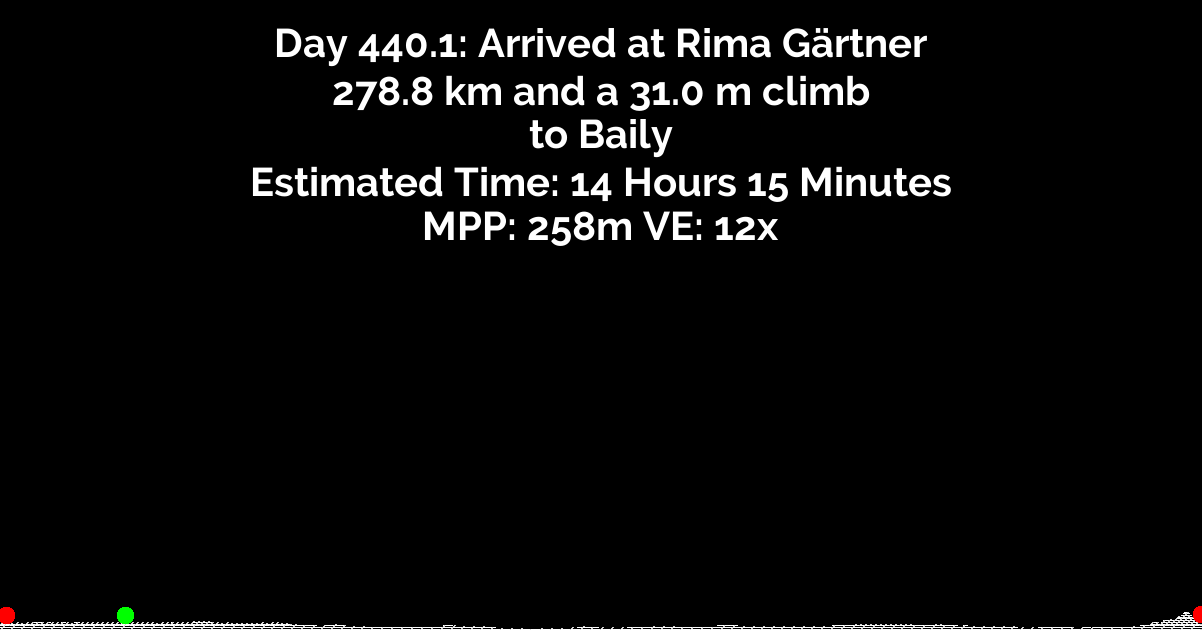 Day 440.1: Arrived at Rima Gärtner
278.8 km and a 31.0 m climb
to Baily
Estimated Time: 14 Hours 15 Minutes
MPP: 258m VE: 12x